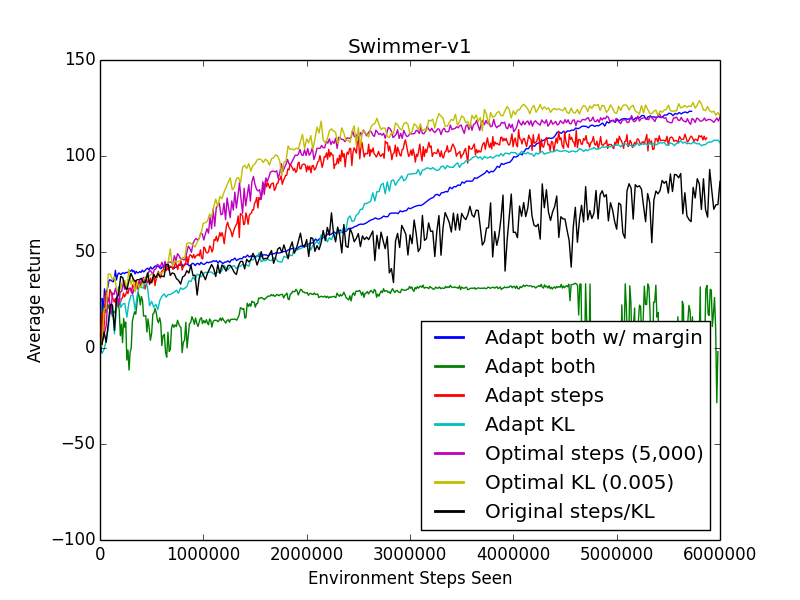 Swimmer-v1
150
100
50
0
−50
−100
Average return
0 1000000 2000000 3000000 4000000 5000000 6000000
Environment Steps Seen
Adapt both w/ margin
Adapt both
Adapt steps
Adapt KL
Optimal steps (5,000)
Optimal KL (0.005)
Original steps/KL